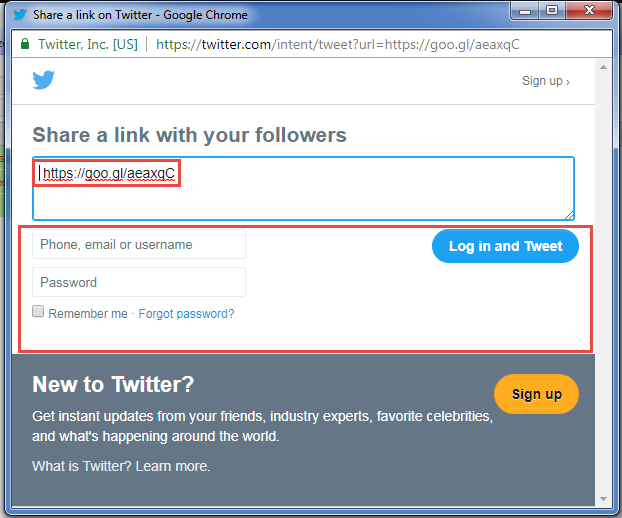 Share a link on Twitter - Google Chrome
Twitter, Inc. [US] https://twitter.com/intent/tweet?url=https://goo.gl/aeaxqC
Sign up ›
Share a link with your followers
https://goo.gl/aeaxqC
Phone, email or username
Log in and Tweet
Password
Remember me · Forgot password?
New to Twitter?
Sign up
Get instant updates from your friends, industry experts, favorite celebrities,
and what's happening around the world.
What is Twitter? Learn more.